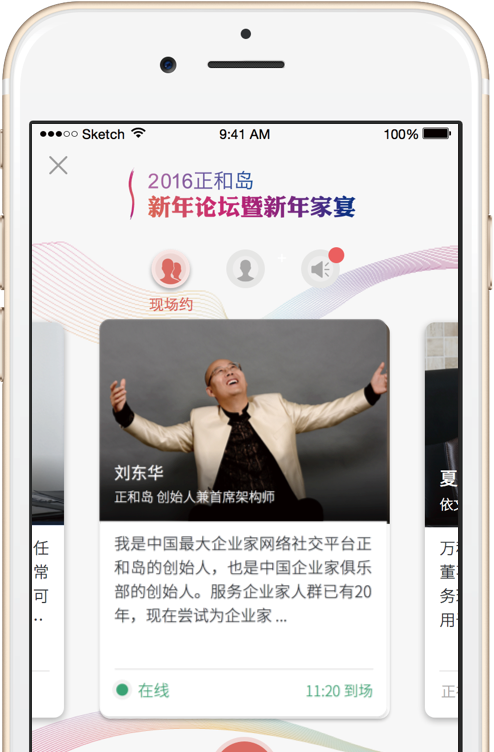 Sketch 9:41 AM 100%
2016正和岛
新年论坛暨新年家宴
现场约
刘东华
正和岛 创始人兼首席架构师
我是中国最大企业家网络社交平台正
和岛的创始人，也是中国企业家俱乐
部的创始人。服务企业家人群已有20
年，现在尝试为企业家 ...
在线 11:20 到场
任
常
可
..
夏
依文
万
董
务
用